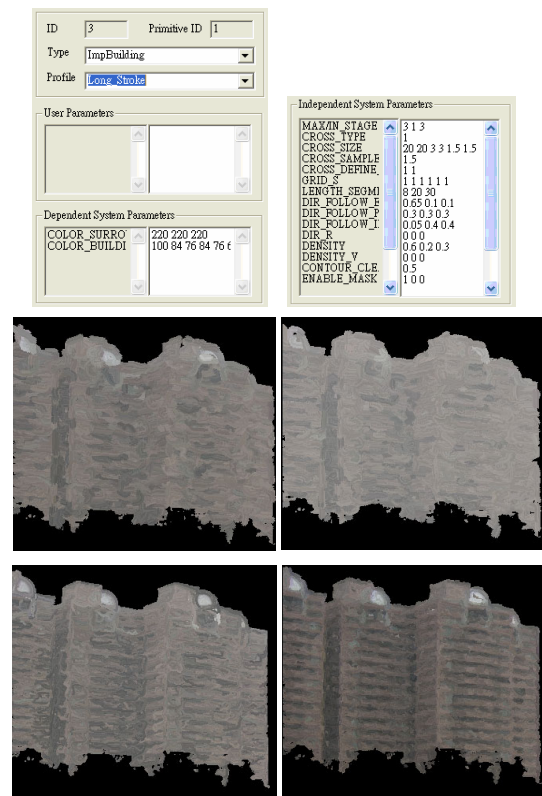 ID 3 Primitive ID 1
Type ImpBuilding
Profile Long_Stroke
User Parameters
Dependent System Parameters
COLOR_SURRO 220 220 220
COLOR_BUILDI 100 84 76 84 76 6
Independent System Parameters
MAX/IN_STAGE 3 1 3
CROSS_TYPE 1
CROSS_SIZE 20 20 3 3 1.5 1.5
CROSS_SAMPLE 1.5
CROSS_DEFINE_ 1 1
GRID_S 1 1 1 1 1
LENGTH_SEGMI 8 20 30
DIR_FOLLOW_E 0.65 0.1 0.1
DIR_FOLLOW_P 0.3 0.3 0.3
DIR_FOLLOW_I 0.05 0.4 0.4
DIR_R 0 0 0
DENSITY 0.6 0.2 0.3
DENSITY_V 0 0 0
CONTOUR_CLE 0.5
ENABLE_MASK 1 0 0